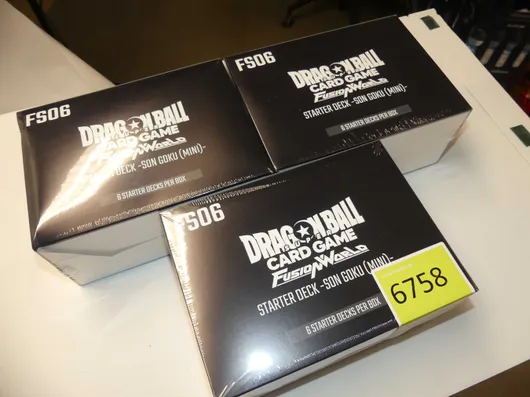 FS06
DRAGON BALL
CARD GAME
FUSION WORLD
DECK -SON GOKU (MINI)-
6 STARTER DECKS PER BOX
FS06
DRAGON BALL
CARD GAME
FUSION WORLD
STARTER DECK -SON GOKU (MINI)-
6 STARTER DECKS PER BOX
FS06
DRAGON BALL
CARD GAME
FUSION WORLD
STARTER DECK -SON GOKU (MINI)-
6 STARTER DECKS PER BOX
6758